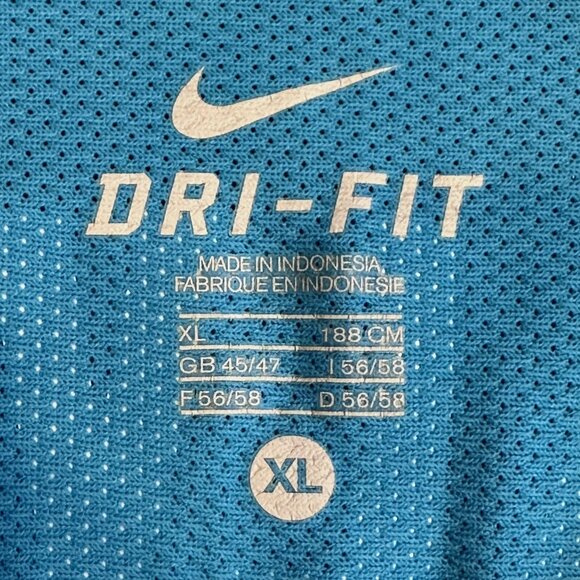 DRI-FIT
MADE IN INDONESIA
FABRIQUE EN INDONESIE
XL 188 CM
GB 45/47 I 56/58
F 56/58 D 56/58
XL